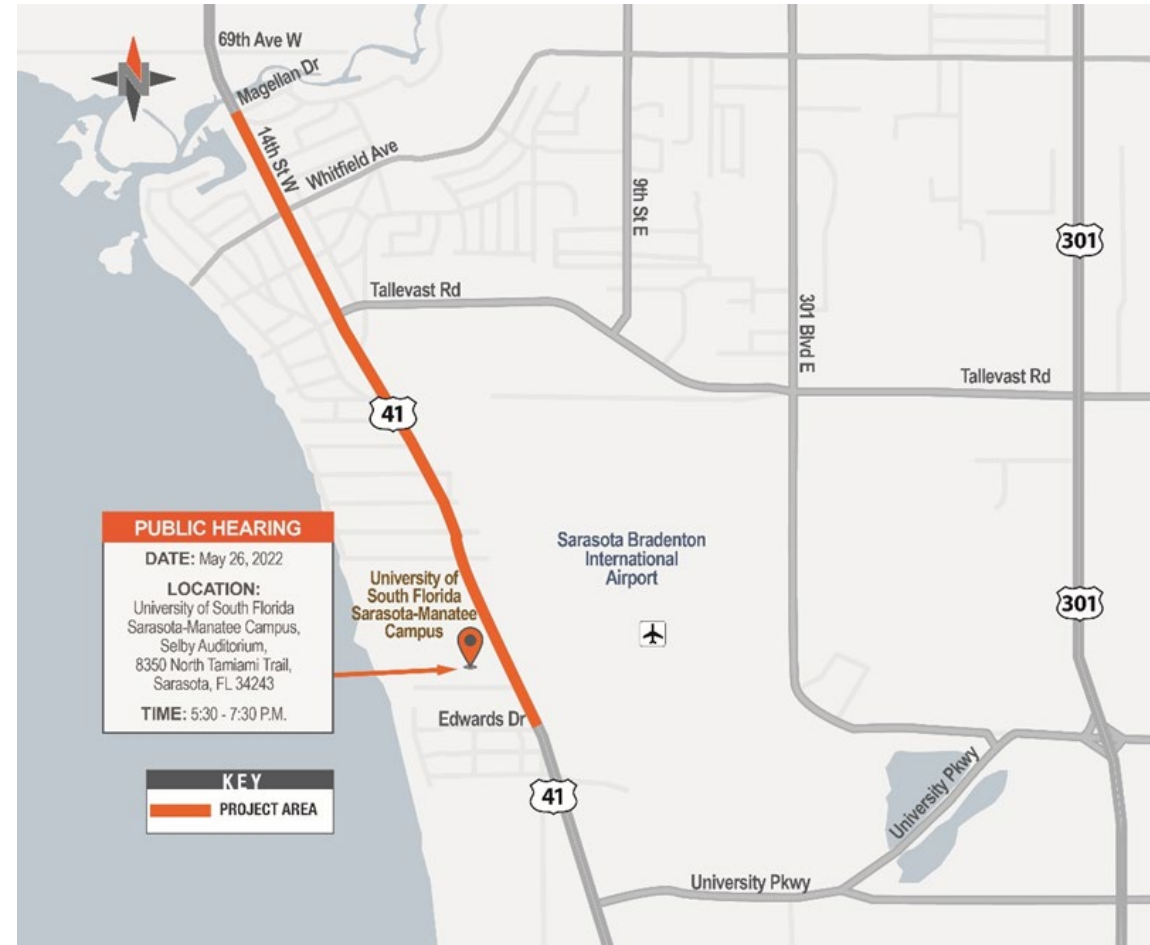 69th Ave W
N
Magellan Dr
14th St W
Whitfield Ave
9th St E
301
Tallevast Rd
301 Blvd E
Tallevast Rd
41
PUBLIC HEARING
DATE: May 26, 2022
LOCATION:
University of South Florida
Sarasota-Manatee Campus,
Selby Auditorium,
8350 North Tamiami Trail,
Sarasota, FL 34243
TIME: 5:30 - 7:30 P.M.
University of
South Florida
Sarasota-Manatee
Campus
Sarasota Bradenton
International
Airport
301
Edwards Dr
KEY
PROJECT AREA
41
University Pkwy
University Pkwy